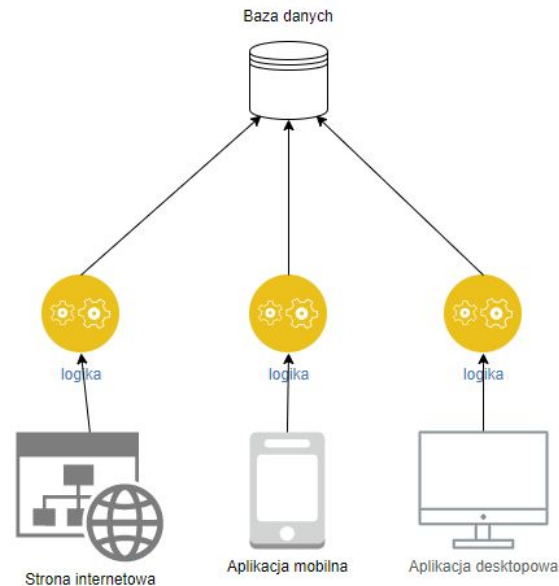 Baza danych
logika
logika
logika
Strona internetowa
Aplikacja mobilna
Aplikacja desktopowa